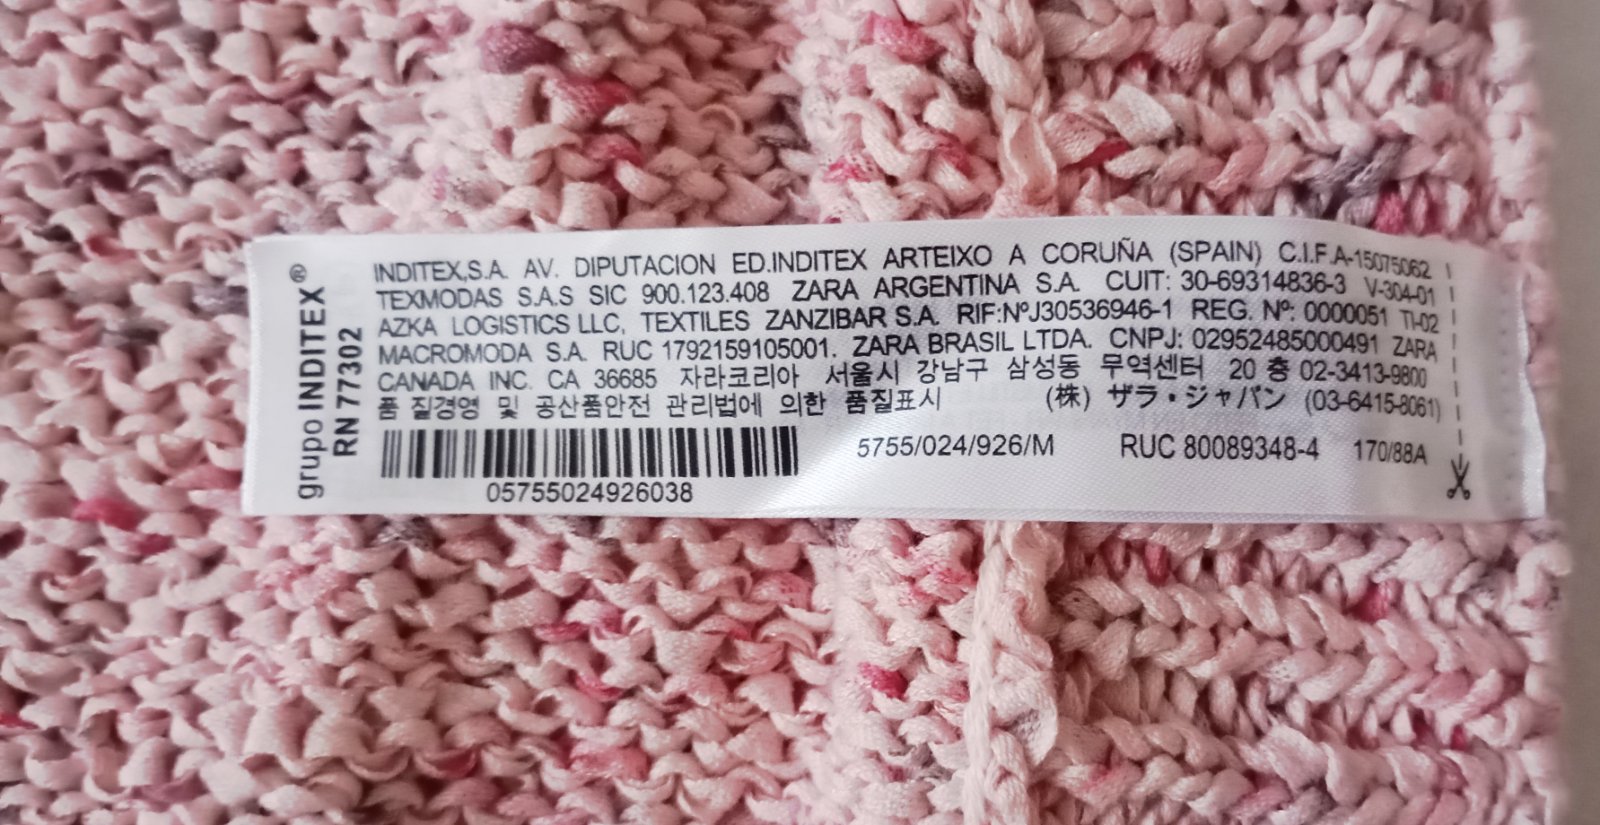 grupo INDITEX®
RN 77302
INDITEX,S.A. AV. DIPUTACION ED.INDITEX ARTEIXO A CORUÑA (SPAIN) C.I.F.A-15075062
TEXMODAS S.A.S SIC 900.123.408 ZARA ARGENTINA S.A. CUIT: 30-69314836-3 V-304-01
AZKA LOGISTICS LLC, TEXTILES ZANZIBAR S.A. RIF:NºJ30536946-1 REG. Nº: 0000051 TI-02
MACROMODA S.A. RUC 1792159105001. ZARA BRASIL LTDA. CNPJ: 02952485000491 ZARA
CANADA INC. CA 36685 자라코리아 서울시 강남구 삼성동 무역센터 20 층 02-3413-9800
품 질경영 및 공산품안전 관리법에 의한 품질표시 (株) ザラ・ジャパン (03-6415-8061)
5755/024/926/M RUC 80089348-4 170/88A
05755024926038